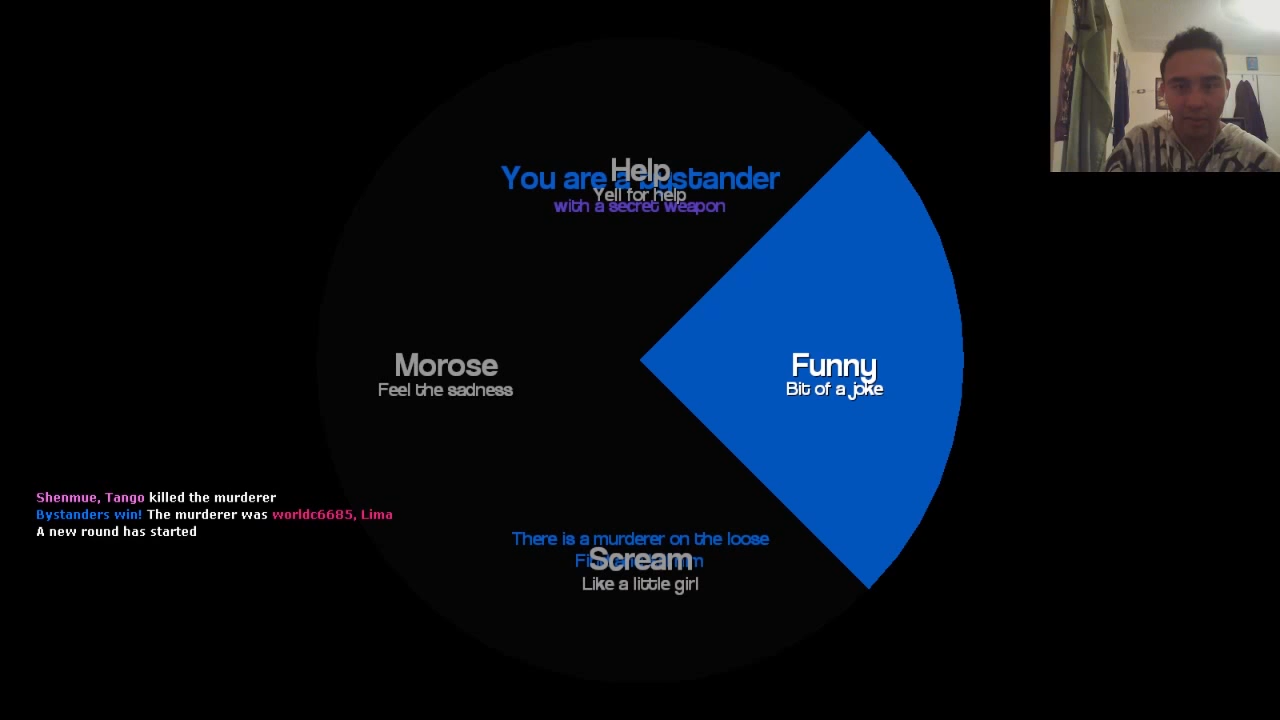 Help
You are a bystander
Yell for help
with a secret weapon
Morose
Feel the sadness
Funny
Bit of a joke
Shenmue, Tango killed the murderer
Bystanders win! The murderer was worldc6685, Lima
A new round has started
There is a murderer on the loose
Scream
Like a little girl